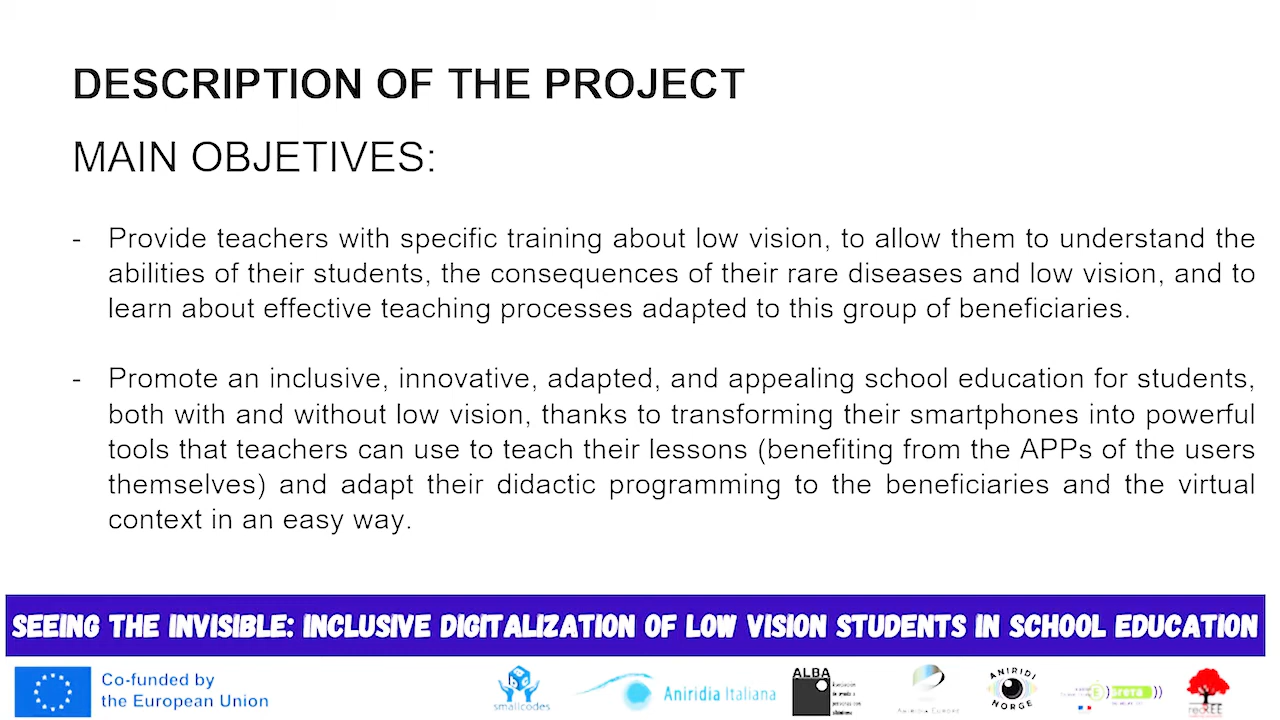 DESCRIPTION OF THE PROJECT
MAIN OBJETIVES:
- Provide teachers with specific training about low vision, to allow them to understand the
abilities of their students, the consequences of their rare diseases and low vision, and to
learn about effective teaching processes adapted to this group of beneficiaries.
- Promote an inclusive, innovative, adapted, and appealing school education for students,
both with and without low vision, thanks to transforming their smartphones into powerful
tools that teachers can use to teach their lessons (benefiting from the APPs of the users
themselves) and adapt their didactic programming to the beneficiaries and the virtual
context in an easy way.
SEEING THE INVISIBLE: INCLUSIVE DIGITALIZATION OF LOW VISION STUDENTS IN SCHOOL EDUCATION
Co-funded by
the European Union
smallcodes
Aniridia Italiana
ALBA
ANIRIDIA EUROPE
ANIRIDI
NORGE